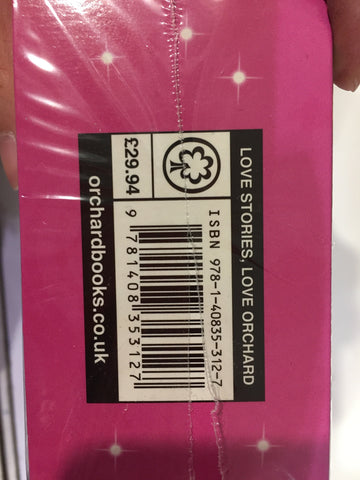 LOVE STORIES, LOVE ORCHARD
ISBN 978-1-40835-312-7
9 781408 353127
£29.94
orchardbooks.co.uk